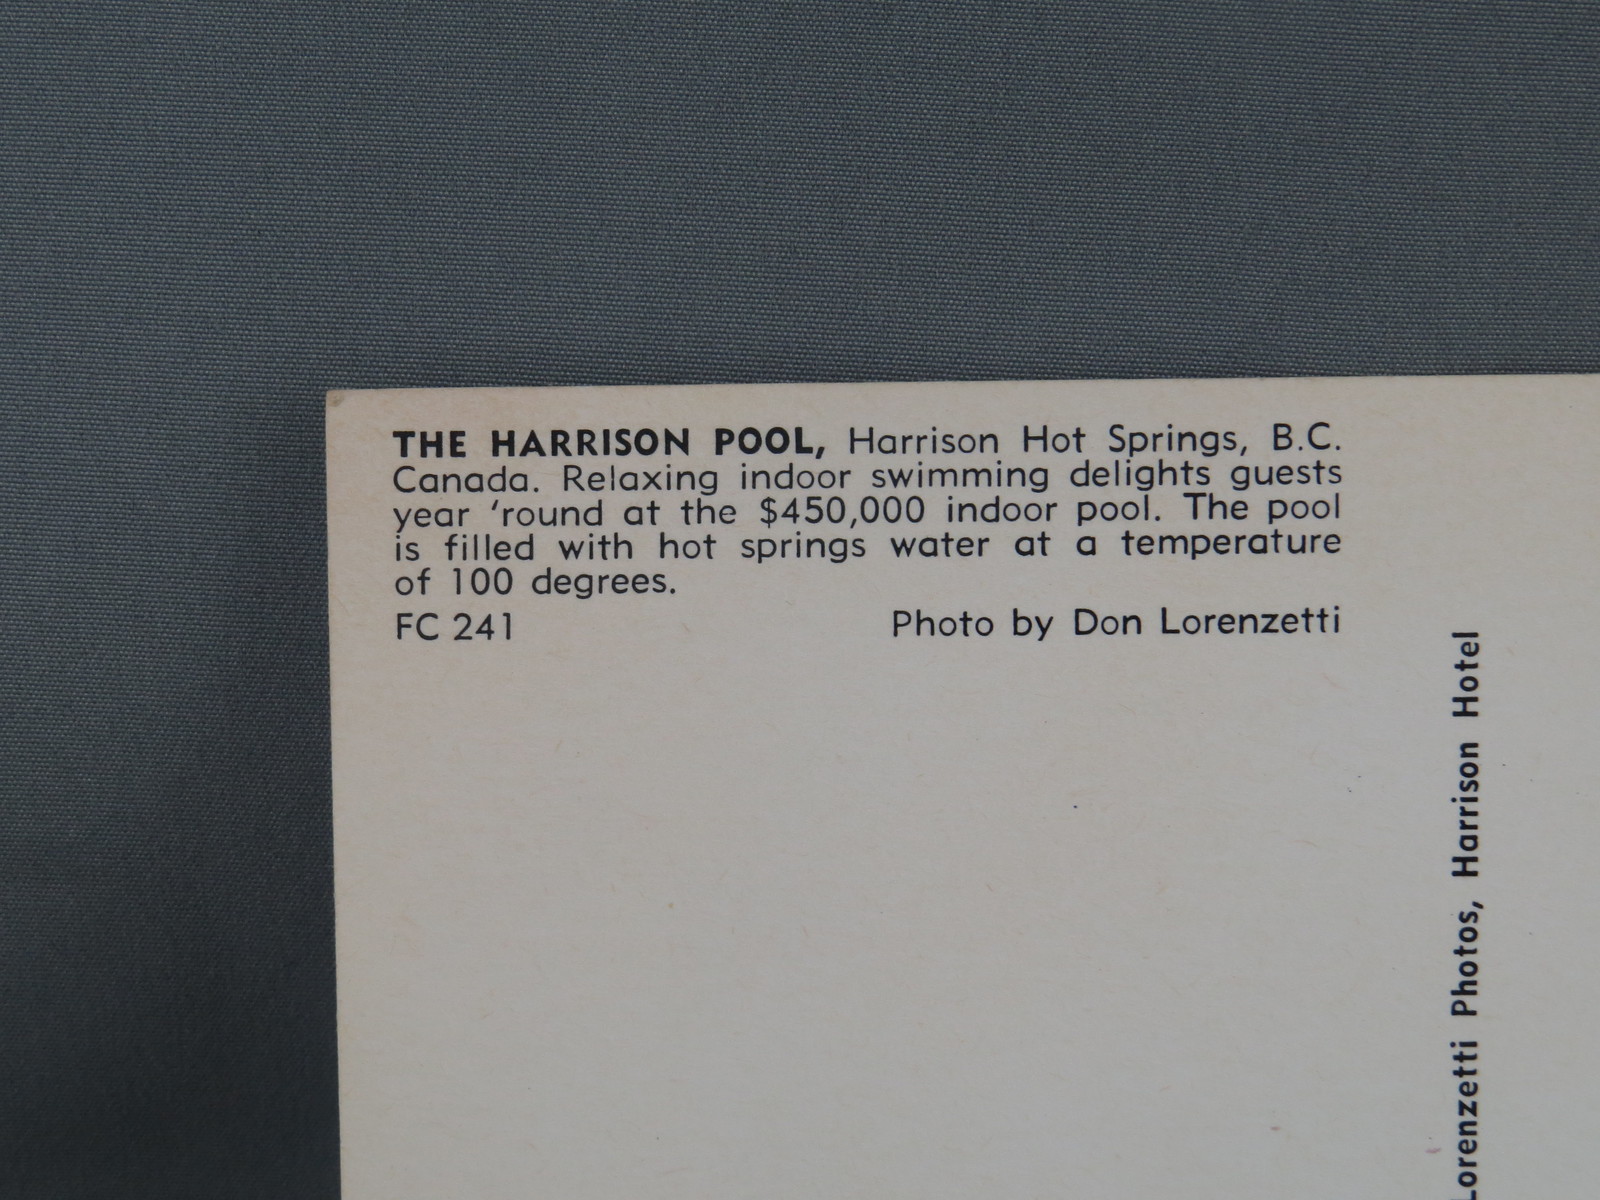 THE HARRISON POOL, Harrison Hot Springs, B.C.
Canada. Relaxing indoor swimming delights guests
year ‘round at the $450,000 indoor pool. The pool
is filled with hot springs water at a temperature
of 100 degrees.
FC 241 Photo by Don Lorenzetti
Lorenzetti Photos, Harrison Hotel